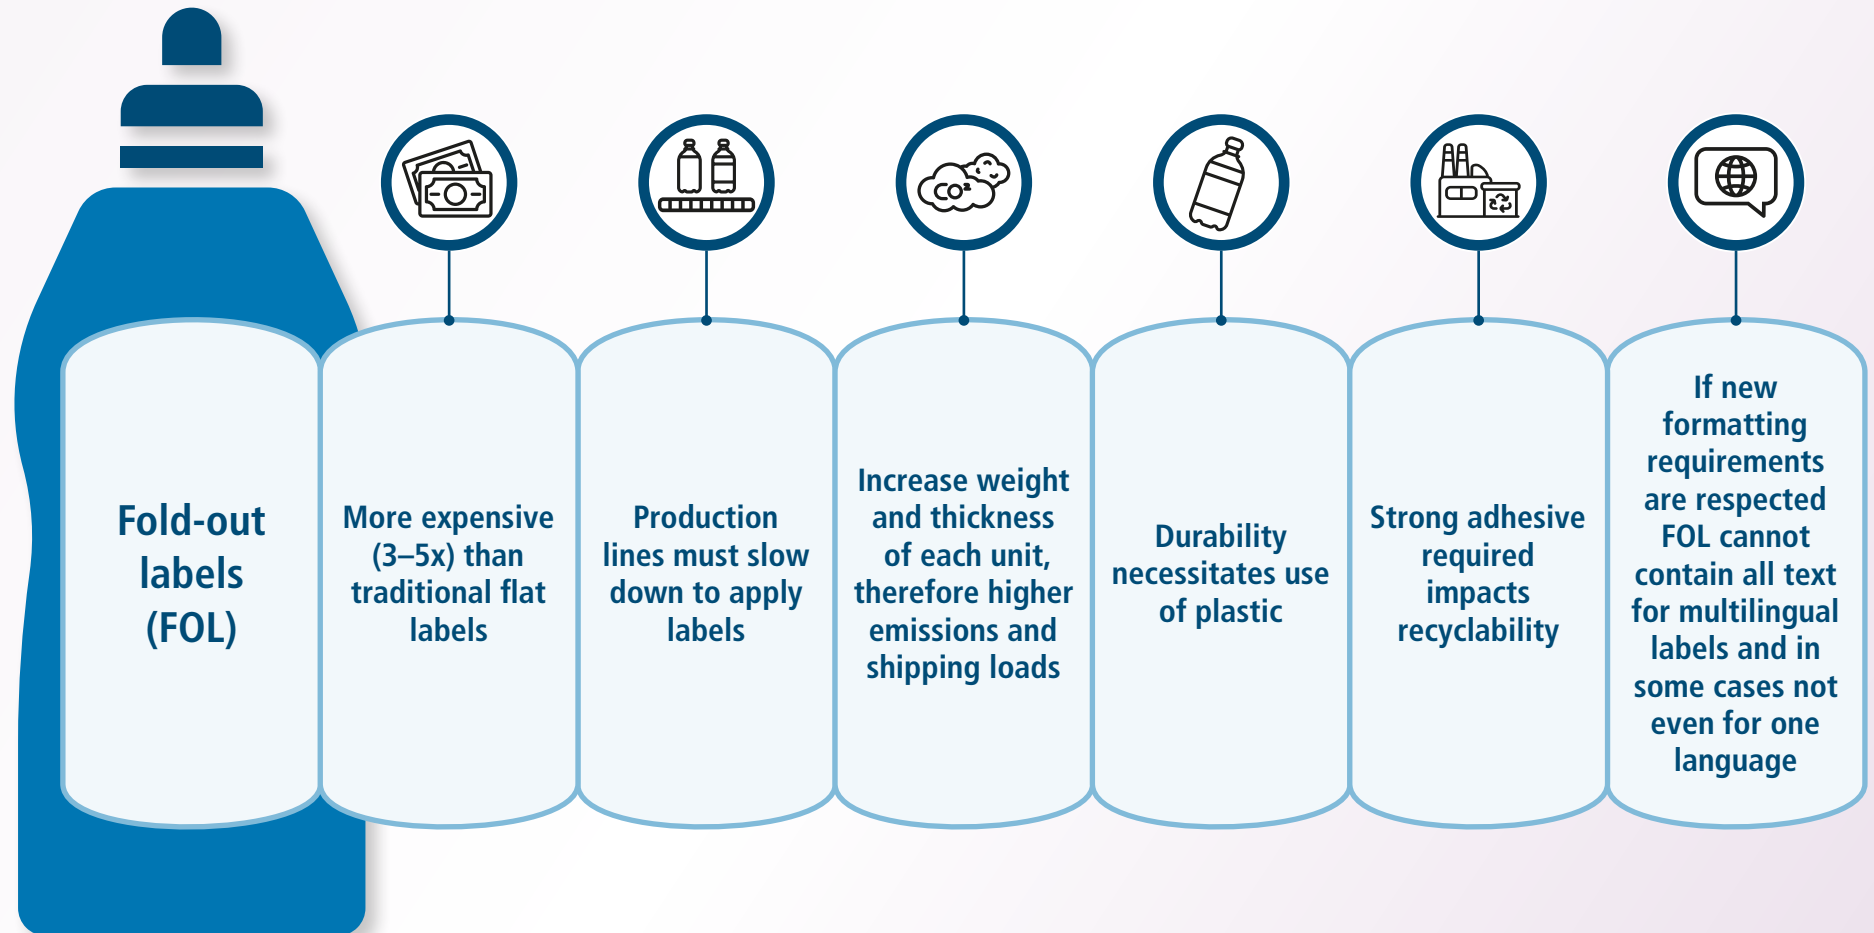 Fold-out
labels
(FOL)
More expensive
(3–5x) than
traditional flat
labels
Production
lines must slow
down to apply
labels
CO²
Increase weight
and thickness
of each unit,
therefore higher
emissions and
shipping loads
Durability
necessitates use
of plastic
Strong adhesive
required
impacts
recyclability
If new
formatting
requirements
are respected
FOL cannot
contain all text
for multilingual
labels and in
some cases not
even for one
language